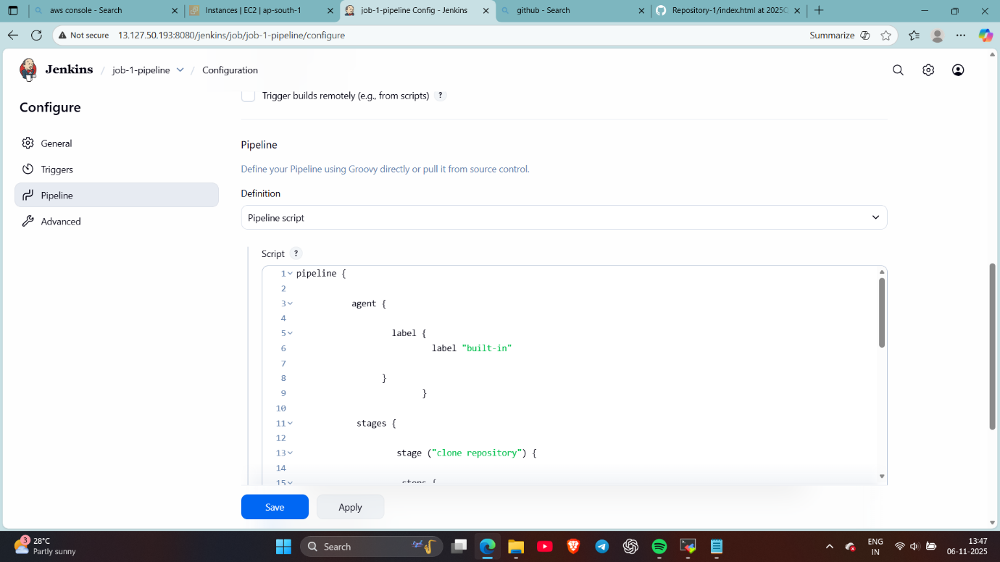 aws console - Search
Instances | EC2 | ap-south-1
job-1-pipeline Config - Jenkins
github - Search
Repository-1/index.html at 2025C
Not secure
13.127.50.193:8080/jenkins/job/job-1-pipeline/configure
Summarize
Jenkins / job-1-pipeline / Configuration
Configure
General
Triggers
Pipeline
Advanced
Trigger builds remotely (e.g., from scripts) ?
Pipeline
Define your Pipeline using Groovy directly or pull it from source control.
Definition
Pipeline script
Script ?
1 pipeline {
2
3 agent {
4
5 label {
6 label "built-in"
7
8 }
9 }
10
11 stages {
12
13 stage ("clone repository") {
14
15 steps {
Save
Apply
3
28°C
Partly sunny
Search
ENG
IN
13:47
06-11-2025